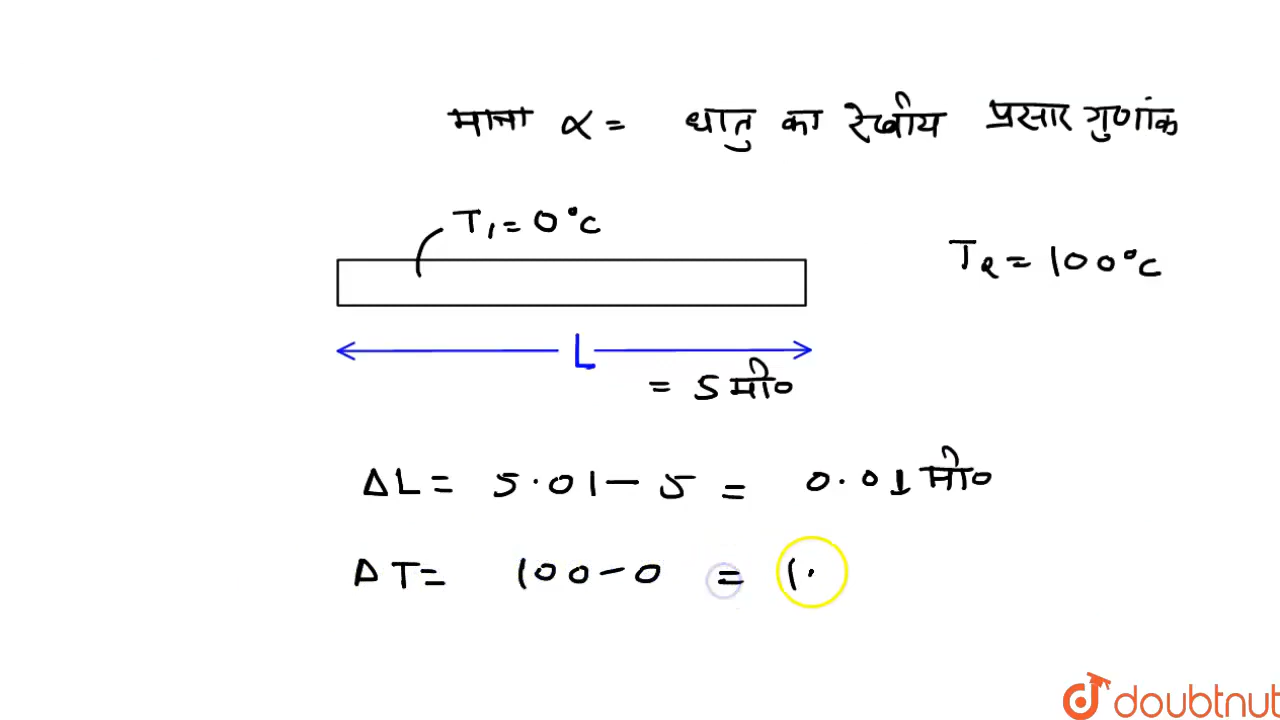 माना α = धातु का रेखीय प्रसार गुणांक
T₁ = 0°C
T₂ = 100°C
L
= 5 मी०
ΔL = 5.01 - 5 = 0.01 मी०
ΔT = 100 - 0 = 1.
doubtnut